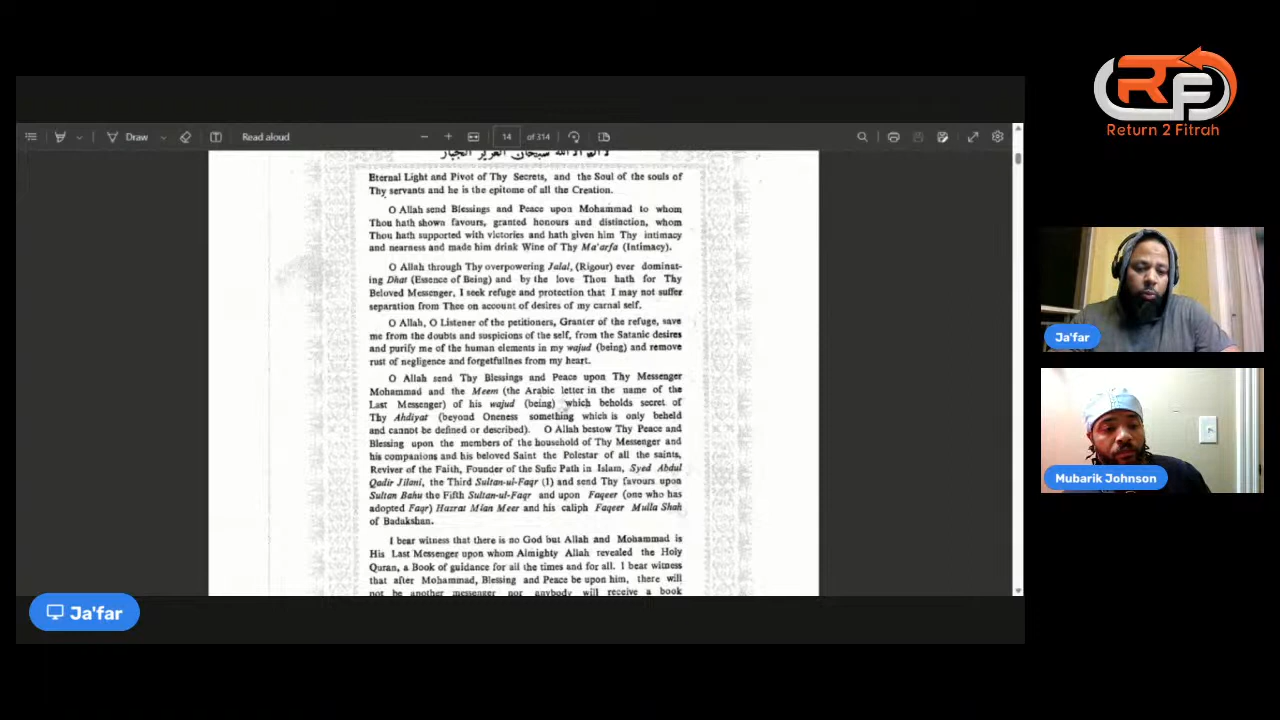 Draw
Read aloud
14
of 314
لا اله الا الله سبحان العزيز الجبار
Eternal Light and Pivot of Thy Secrets, and the Soul of the souls of
Thy servants and he is the epitome of all the Creation.
O Allah send Blessings and Peace upon Mohammad to whom
Thou hath shown favours, granted honours and distinction, whom
Thou hath supported with victories and hath given him Thy intimacy
and nearness and made him drink Wine of Thy Ma'arfa (Intimacy).
O Allah through Thy overpowering Jalal, (Rigour) ever dominat-
ing Dhat (Essence of Being) and by the love Thou hath for Thy
Beloved Messenger, I seek refuge and protection that I may not suffer
separation from Thee on account of desires of my carnal self.
O Allah, O Listener of the petitioners, Granter of the refuge, save
me from the doubts and suspicions of the self, from the Satanic desires
and purify me of the human elements in my wajud (being) and remove
rust of negligence and forgetfullnes from my heart.
O Allah send Thy Blessings and Peace upon Thy Messenger
Mohammad and the Meem (the Arabic letter in the name of the
Last Messenger) of his wajud (being) which beholds secret of
Thy Ahdiyat (beyond Oneness something which is only beheld
and cannot be defined or described). O Allah bestow Thy Peace and
Blessing upon the members of the household of Thy Messenger and
his companions and his beloved Saint the Polestar of all the saints,
Reviver of the Faith, Founder of the Sufic Path in Islam, Syed Abdul
Qadir Jilani, the Third Sultan-ul-Faqr (1) and send Thy favours upon
Sultan Bahu the Fifth Sultan-ul-Faqr and upon Faqeer (one who has
adopted Faqr) Hazrat Mian Meer and his caliph Faqeer Mulla Shah
of Badakshan.
I bear witness that there is no God but Allah and Mohammad is
His Last Messenger upon whom Almighty Allah revealed the Holy
Quran, a Book of guidance for all the times and for all. I bear witness
that after Mohammad, Blessing and Peace be upon him, there will
not be another messenger nor anybody will receive a book
Ja'far
RF
Return 2 Fitrah
Ja'far
Mubarik Johnson